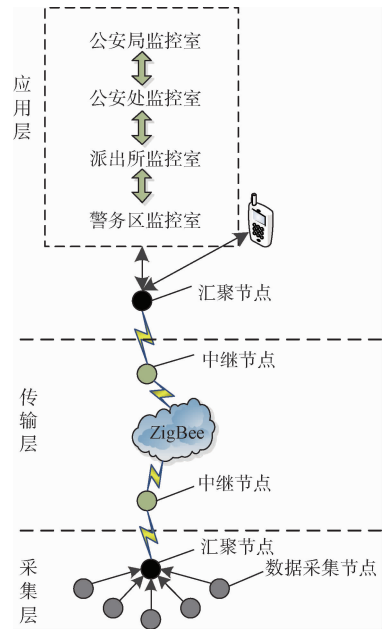 公安局监控室
公安处监控室
派出所监控室
警务区监控室
应用层
汇聚节点
中继节点
传输层
ZigBee
中继节点
汇聚节点
数据采集节点
采集层